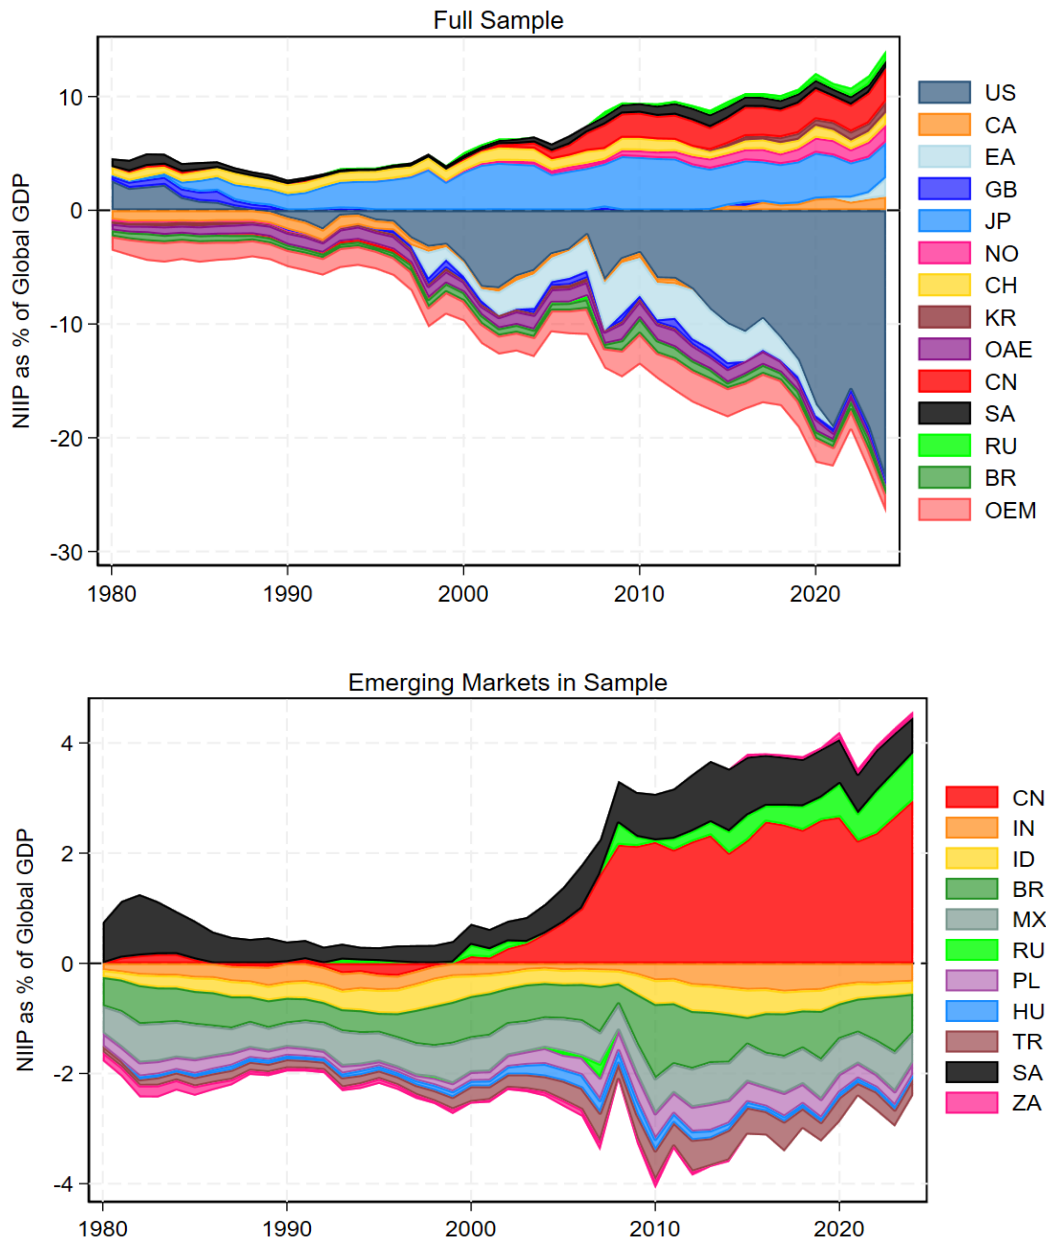 Full Sample
NIIP as % of Global GDP
10
0
-10
-20
-30
1980 1990 2000 2010 2020
US
CA
EA
GB
JP
NO
CH
KR
OAE
CN
SA
RU
BR
OEM
Emerging Markets in Sample
NIIP as % of Global GDP
4
2
0
-2
-4
1980 1990 2000 2010 2020
CN
IN
ID
BR
MX
RU
PL
HU
TR
SA
ZA